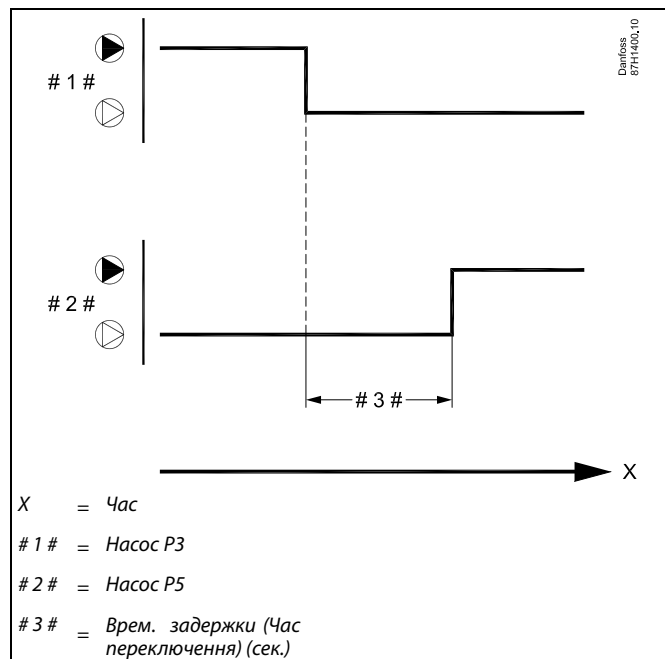 Danfoss
87H1400.10
# 1 #
# 2 #
# 3 #
X
X = Час
# 1 # = Насос P3
# 2 # = Насос P5
# 3 # = Врем. задержки (Час
переключення) (сек.)